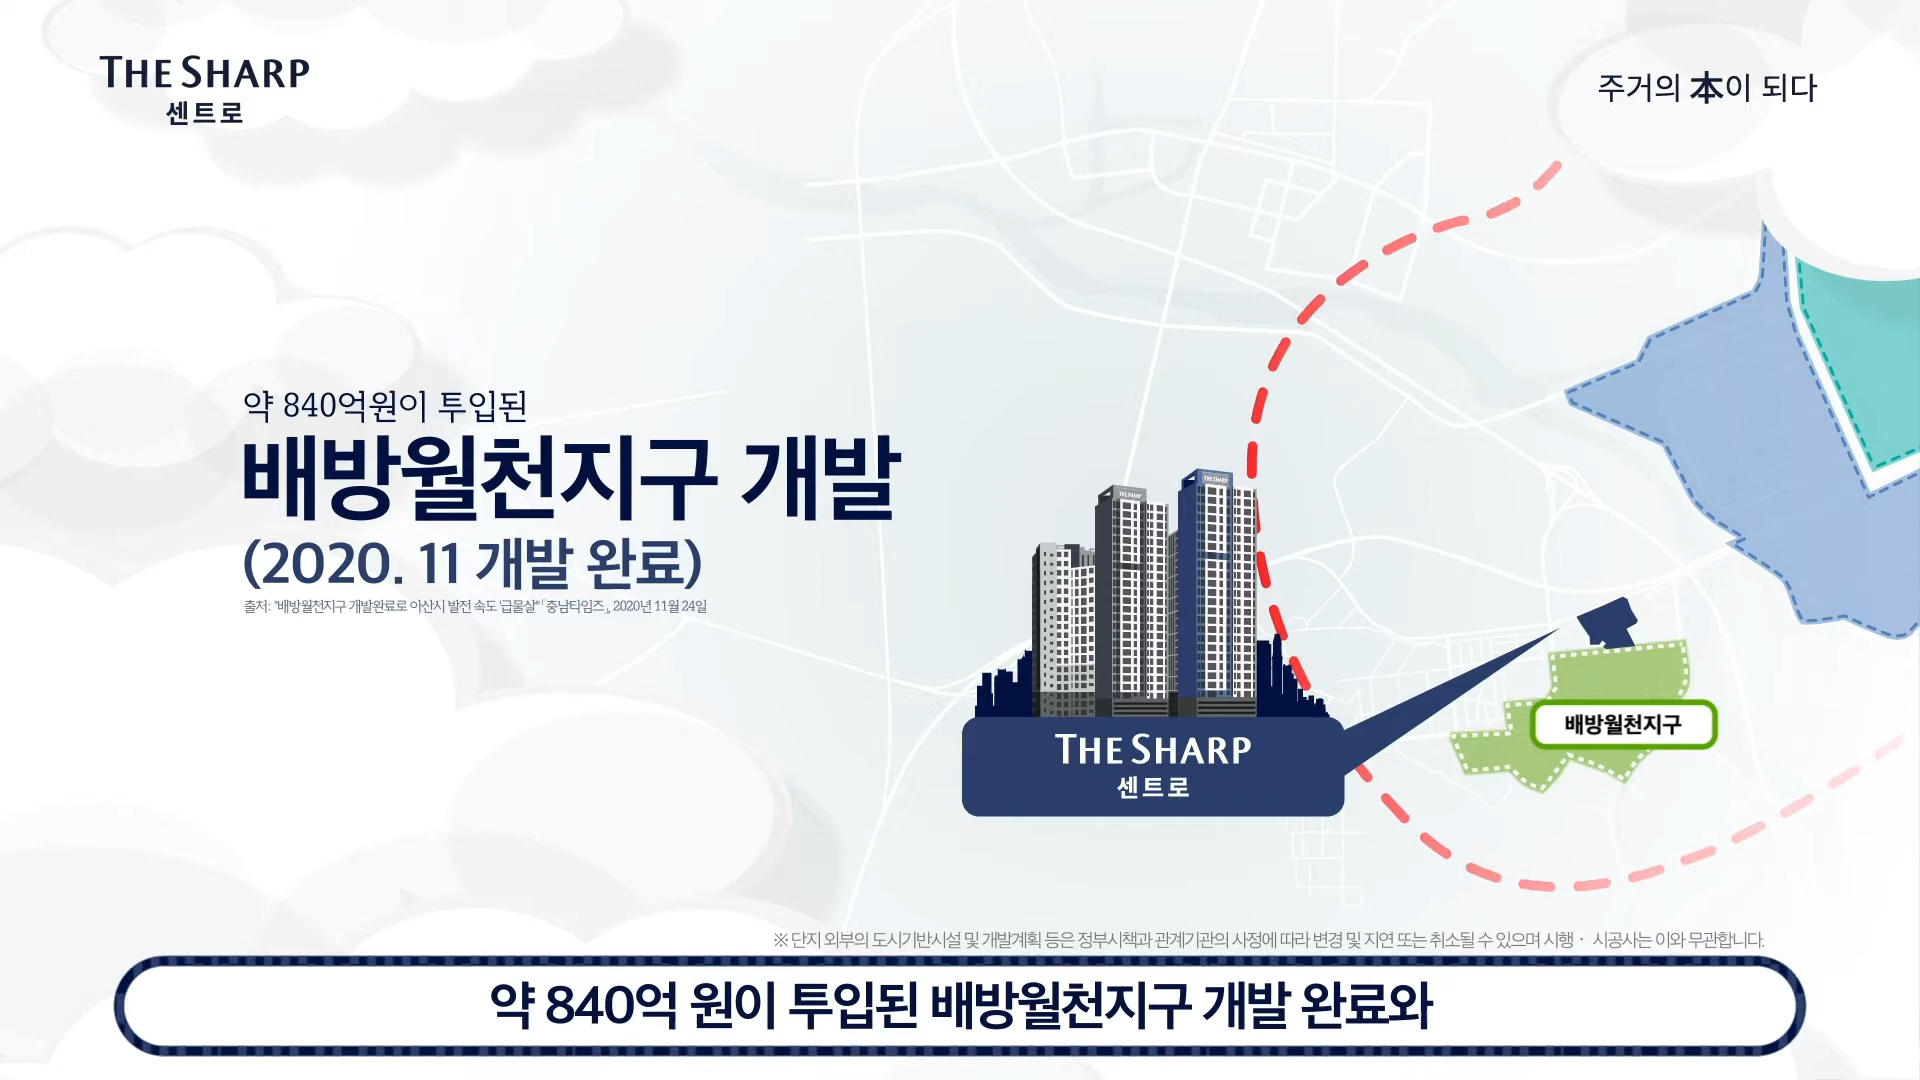 THE SHARP
센트로
주거의 本이 되다
약 840억원이 투입된
배방월천지구 개발
(2020. 11 개발 완료)
출처: "배방월천지구 개발완료로 아산시 발전 속도 '급물살'"「충남타임즈」, 2020년 11월 24일
THE SHARP
THE SHARP
THE SHARP
센트로
배방월천지구
※ 단지 외부의 도시기반시설 및 개발계획 등은 정부시책과 관계기관의 사정에 따라 변경 및 지연 또는 취소될 수 있으며 시행 · 시공사는 이와 무관합니다.
약 840억 원이 투입된 배방월천지구 개발 완료와